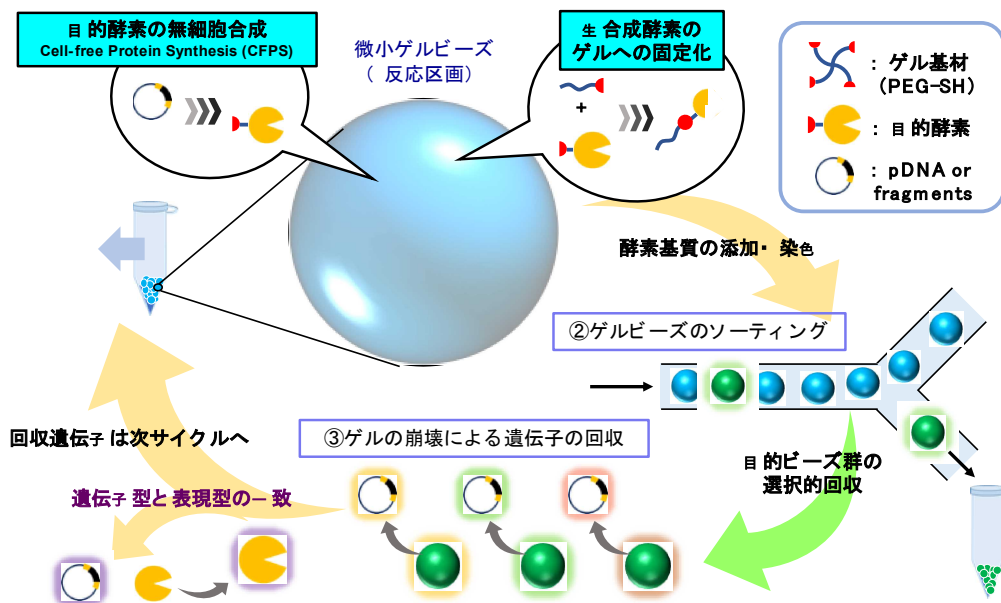 目的酵素の無細胞合成
Cell-free Protein Synthesis (CFPS)
微小ゲルビーズ
(反応区画)
生合成酵素の
ゲルへの固定化
+
: ゲル基材
(PEG-SH)
: 目的酵素
: pDNA or
fragments
酵素基質の添加・染色
②ゲルビーズのソーティング
③ゲルの崩壊による遺伝子の回収
回収遺伝子は次サイクルへ
目的ビーズ群の
選択的回収
遺伝子型と表現型の一致